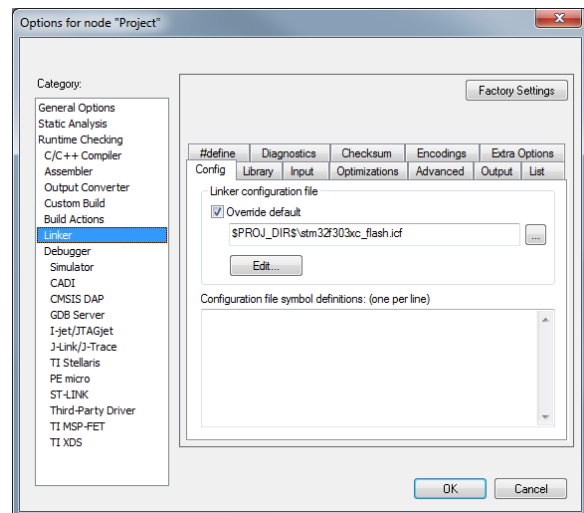 Options for node "Project"
Category:
General Options
Static Analysis
Runtime Checking
C/C++ Compiler
Assembler
Output Converter
Custom Build
Build Actions
Linker
Debugger
Simulator
CADI
CMSIS DAP
GDB Server
I-jet/JTAGjet
J-Link/J-Trace
TI Stellaris
PE micro
ST-LINK
Third-Party Driver
TI MSP-FET
TI XDS
Factory Settings
#define Diagnostics Checksum Encodings Extra Options
Config Library Input Optimizations Advanced Output List
Linker configuration file
Override default
$PROJ_DIR$\stm32f303xc_flash.icf
...
Edit...
Configuration file symbol definitions: (one per line)
OK Cancel